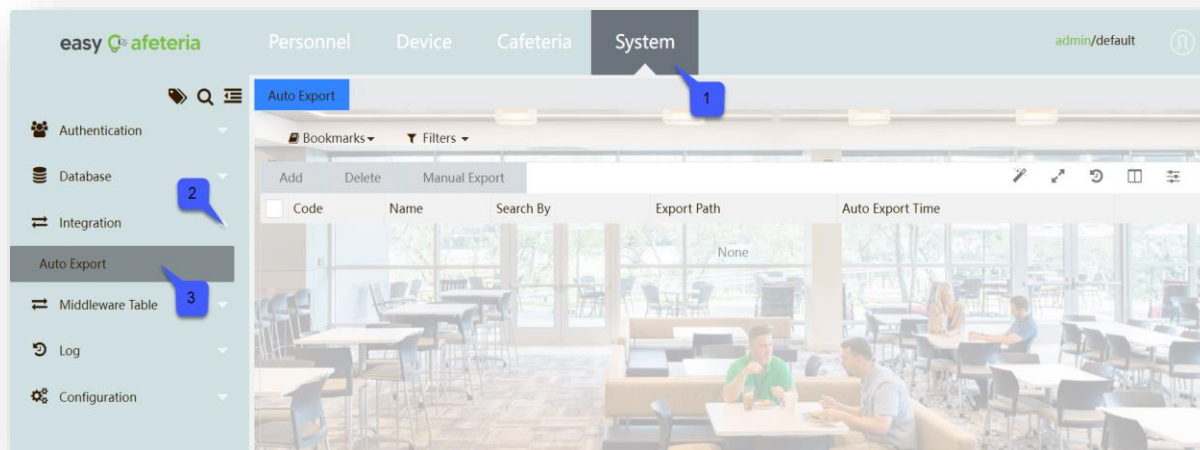 easy Cafeteria
Personnel Device Cafeteria System
admin/default
1
Auto Export
Authentication
Bookmarks Filters
Database
Add Delete Manual Export
2
Code Name Search By Export Path Auto Export Time
Integration
None
Auto Export
3
Middleware Table
Log
Configuration